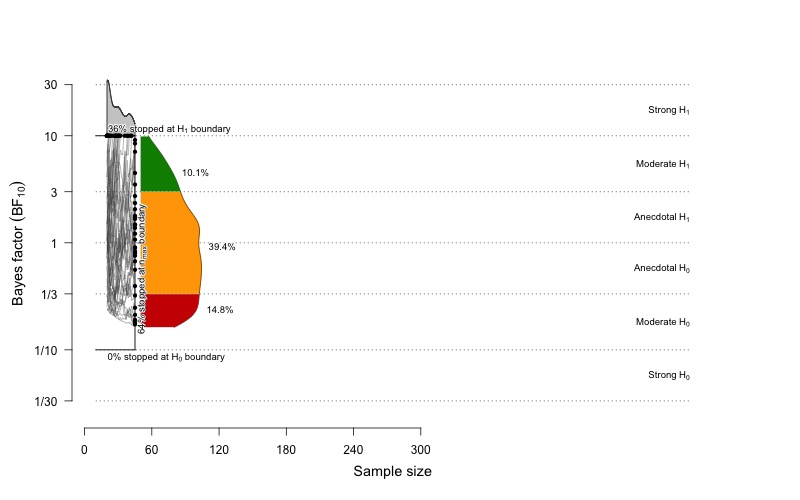 30
Strong H1
36% stopped at H1 boundary
10
Moderate H1
10.1%
3
Anecdotal H1
1
39.4%
Anecdotal H0
1/3
14.8%
Moderate H0
64% stopped at nmax boundary
1/10
0% stopped at H0 boundary
Strong H0
1/30
Bayes factor (BF10)
0 60 120 180 240 300
Sample size